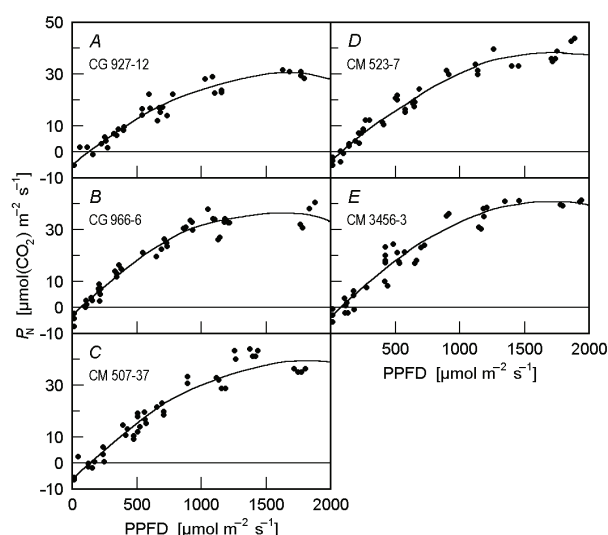 50
A
CG 927-12
D
CM 523-7
30
10
0
-10
B
CG 966-6
E
CM 3456-3
30
10
0
-10
C
CM 507-37
30
10
0
-10
P_N [µmol(CO₂) m⁻² s⁻¹]
0 500 1000 1500 2000
PPFD [µmol m⁻² s⁻¹]
500 1000 1500 2000
PPFD [µmol m⁻² s⁻¹]